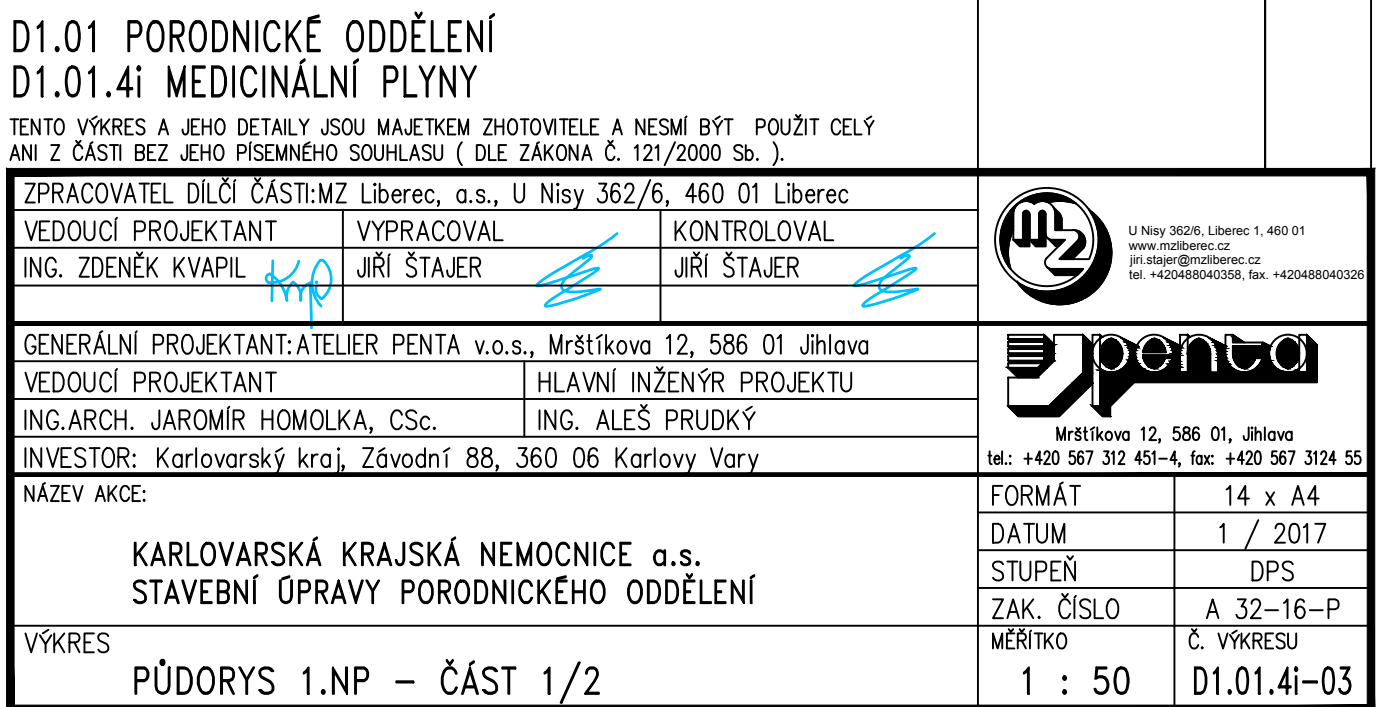 D1.01 PORODNICKÉ ODDĚLENÍ
D1.01.4i MEDICINÁLNÍ PLYNY
TENTO VÝKRES A JEHO DETAILY JSOU MAJETKEM ZHOTOVITELE A NESMÍ BÝT POUŽIT CELÝ
ANI Z ČÁSTI BEZ JEHO PÍSEMNÉHO SOUHLASU ( DLE ZÁKONA Č. 121/2000 Sb. ).
ZPRACOVATEL DÍLČÍ ČÁSTI:MZ Liberec, a.s., U Nisy 362/6, 460 01 Liberec
VEDOUCÍ PROJEKTANT VYPRACOVAL KONTROLOVAL
ING. ZDENĚK KVAPIL JIŘÍ ŠTAJER JIŘÍ ŠTAJER
mz
U Nisy 362/6, Liberec 1, 460 01
www.mzliberec.cz
jiri.stajer@mzliberec.cz
tel. +420488040358, fax. +420488040326
GENERÁLNÍ PROJEKTANT:ATELIER PENTA v.o.s., Mrštíkova 12, 586 01 Jihlava
VEDOUCÍ PROJEKTANT HLAVNÍ INŽENÝR PROJEKTU
ING.ARCH. JAROMÍR HOMOLKA, CSc. ING. ALEŠ PRUDKÝ
INVESTOR: Karlovarský kraj, Závodní 88, 360 06 Karlovy Vary
penta
Mrštíkova 12, 586 01, Jihlava
tel.: +420 567 312 451-4, fax: +420 567 3124 55
NÁZEV AKCE:
KARLOVARSKÁ KRAJSKÁ NEMOCNICE a.s.
STAVEBNÍ ÚPRAVY PORODNICKÉHO ODDĚLENÍ
FORMÁT 14 x A4
DATUM 1 / 2017
STUPEŇ DPS
ZAK. ČÍSLO A 32-16-P
VÝKRES
PŮDORYS 1.NP - ČÁST 1/2
MĚŘÍTKO Č. VÝKRESU
1 : 50 D1.01.4i-03